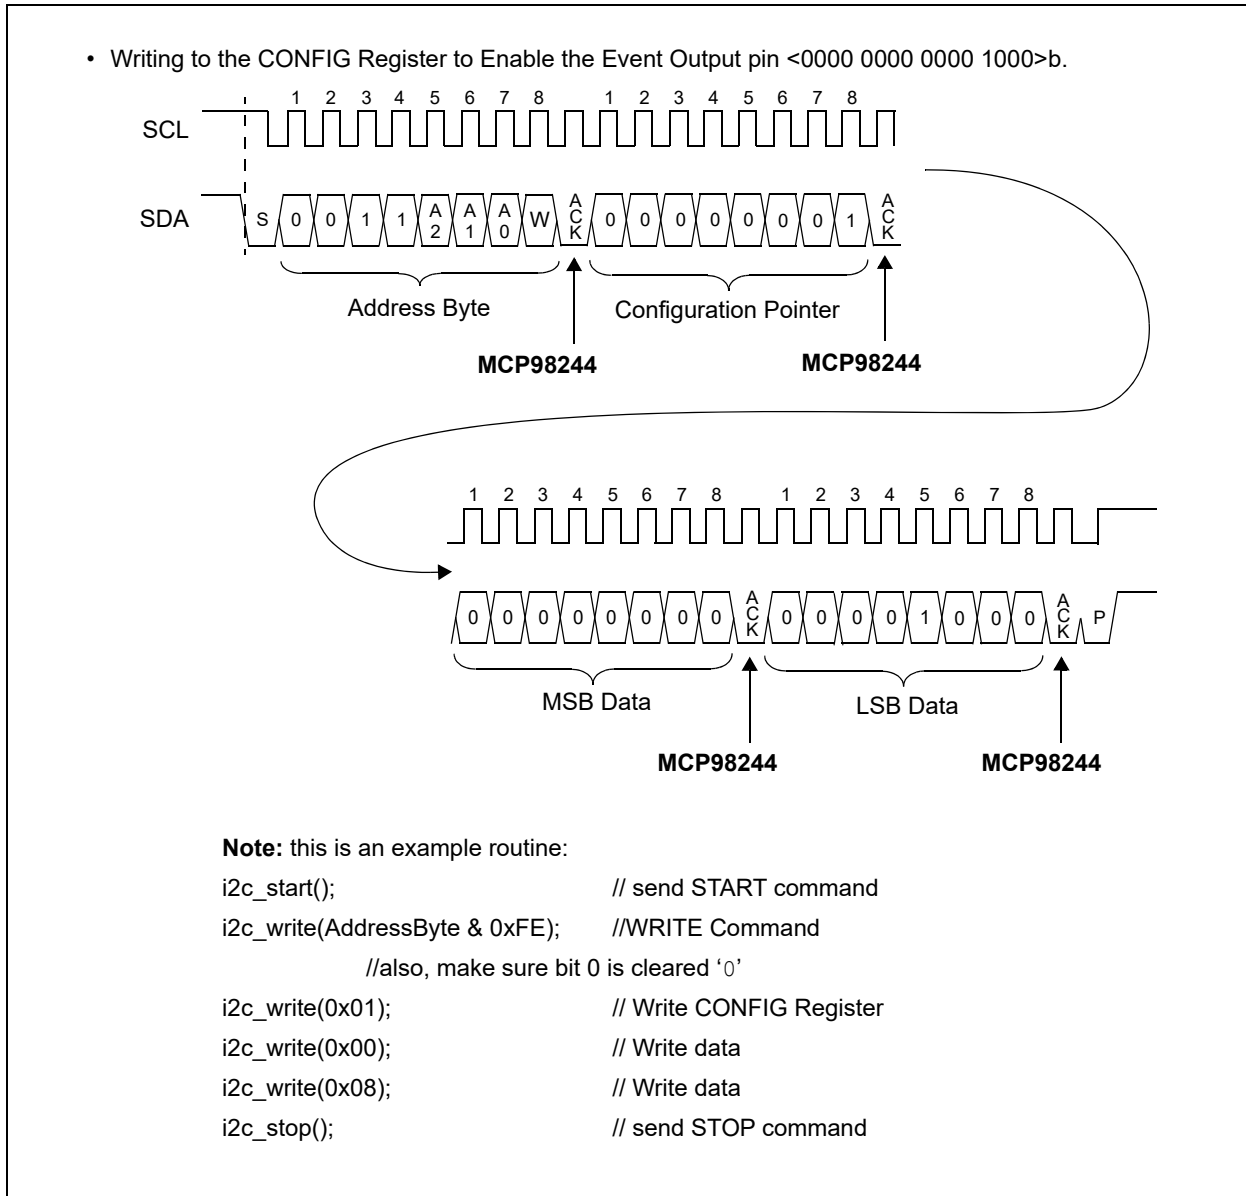 • Writing to the CONFIG Register to Enable the Event Output pin <0000 0000 0000 1000>b.
1 2 3 4 5 6 7 8 1 2 3 4 5 6 7 8
SCL
SDA S 0 0 1 1 A2 A1 A0 W ACK 0 0 0 0 0 0 0 1 ACK
Address Byte Configuration Pointer
MCP98244 MCP98244
1 2 3 4 5 6 7 8 1 2 3 4 5 6 7 8
0 0 0 0 0 0 0 0 ACK 0 0 0 0 1 0 0 0 ACK P
MSB Data LSB Data
MCP98244 MCP98244
Note: this is an example routine:
i2c_start(); // send START command
i2c_write(AddressByte & 0xFE); //WRITE Command
//also, make sure bit 0 is cleared ‘0’
i2c_write(0x01); // Write CONFIG Register
i2c_write(0x00); // Write data
i2c_write(0x08); // Write data
i2c_stop(); // send STOP command